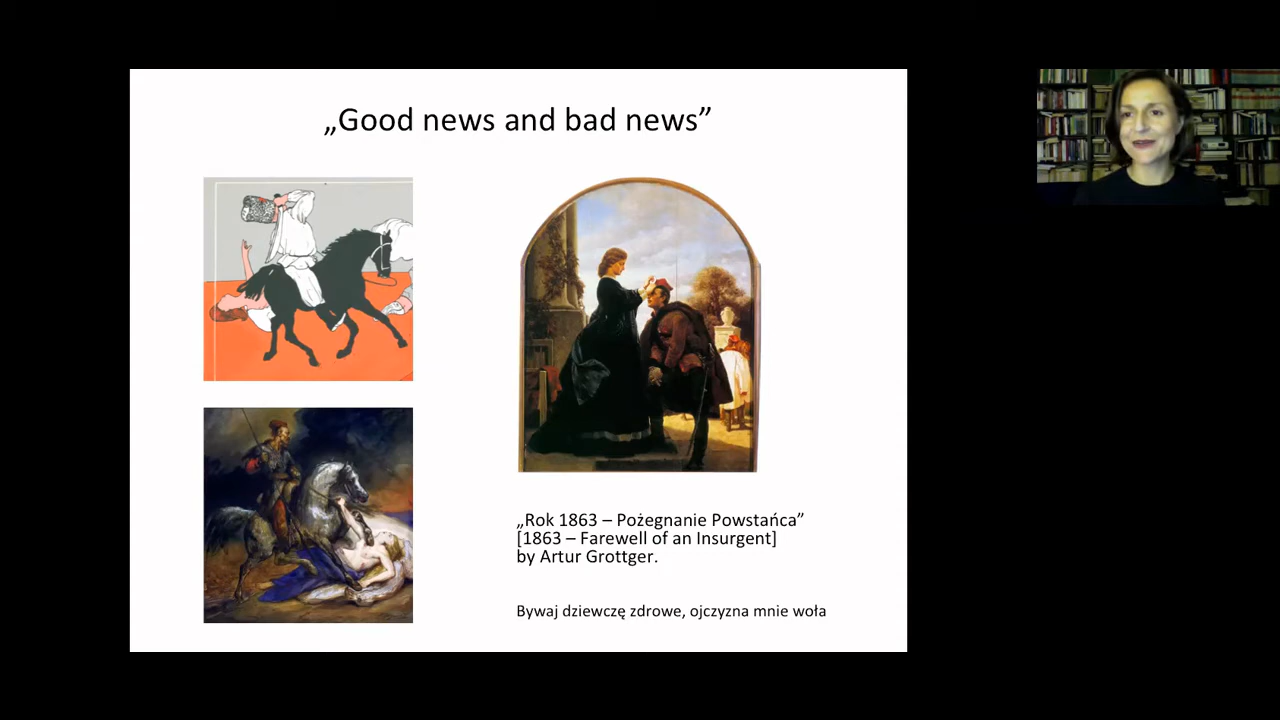 „Good news and bad news”
„Rok 1863 – Pożegnanie Powstańca”
[1863 – Farewell of an Insurgent]
by Artur Grottger.
Bywaj dziewczę zdrowe, ojczyzna mnie woła